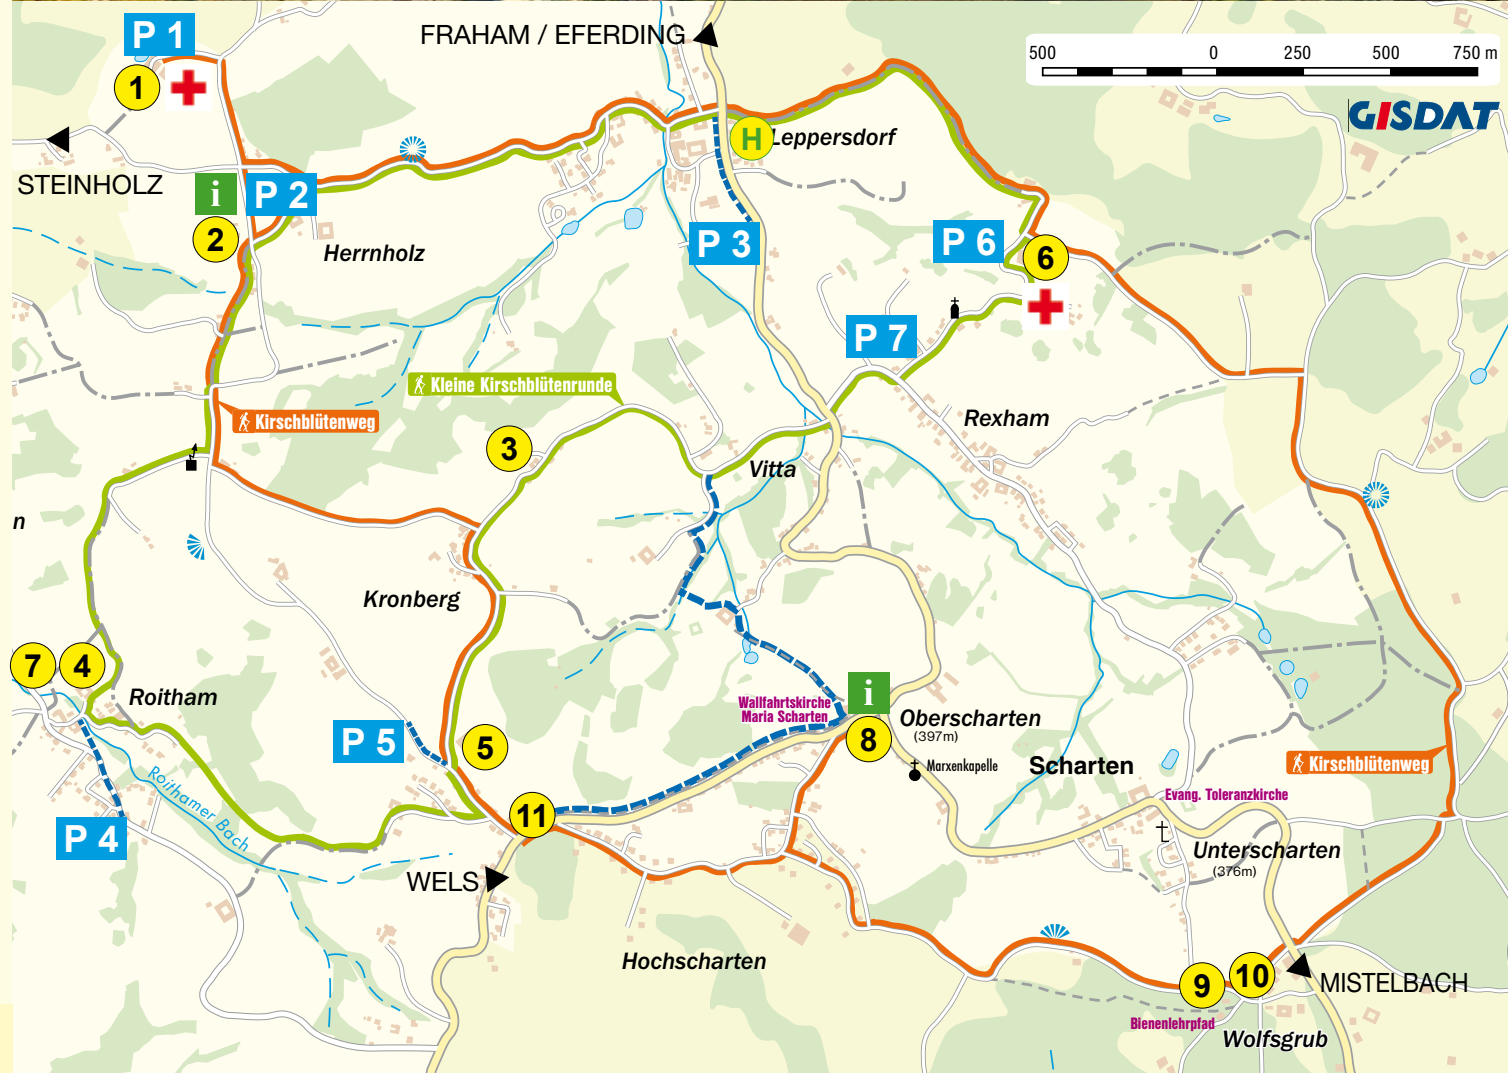 P 1
FRAHAM / EFERDING
500 0 250 500 750 m
GISDAT
1
H
Leppersdorf
STEINHOLZ
i
P 2
2
Herrnholz
P 3
P 6
6
P 7
Kleine Kirschblütenrunde
Kirschblütenweg
Rexham
3
Vitta
n
Kronberg
7
4
Roitham
i
Wallfahrtskirche
Maria Scharten
Oberscharten
(397m)
8
P 5
5
Marxenkapelle
Scharten
Kirschblütenweg
Roithamer Bach
Evang. Toleranzkirche
11
P 4
Unterscharten
(376m)
WELS
Hochscharten
9
10
MISTELBACH
Bienenlehrpfad
Wolfsgrub